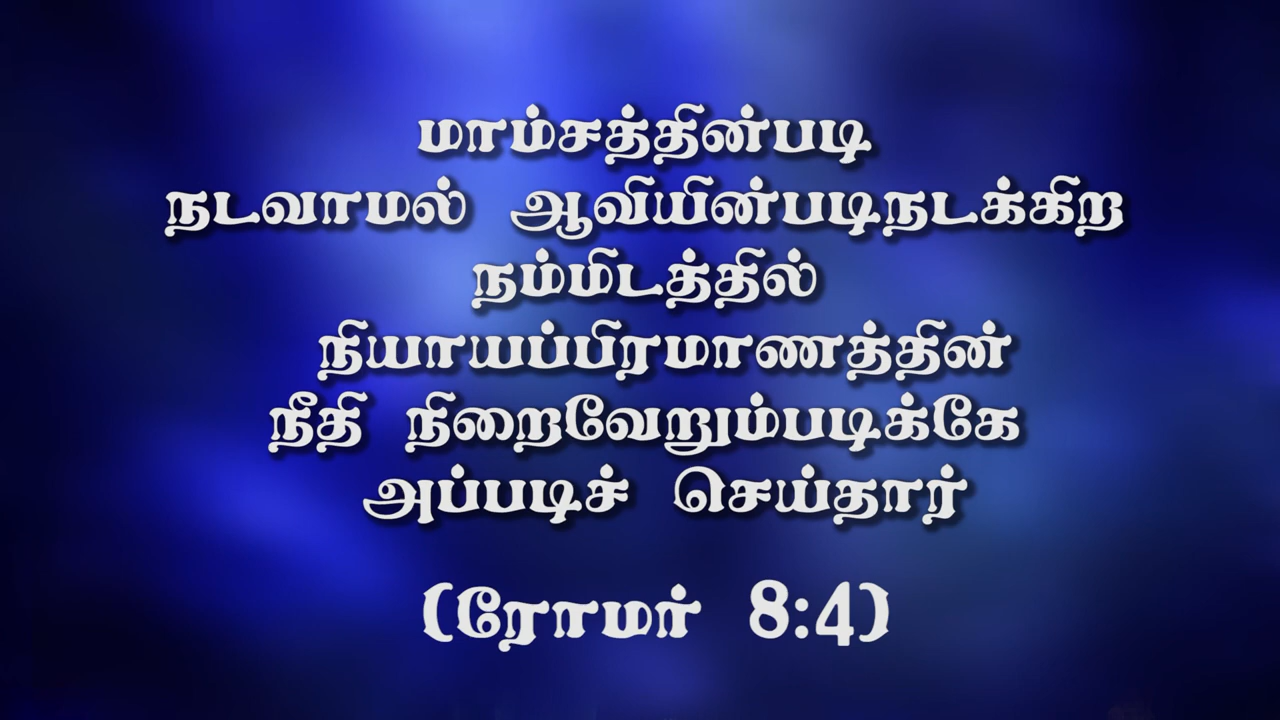 மாம்சத்தின்படி
நடவாமல் ஆவியின்படிநடக்கிற
நம்மிடத்தில்
நியாயப்பிரமாணத்தின்
நீதி நிறைவேறும்படிக்கே
அப்படிச் செய்தார்
(ரோமர் 8:4)